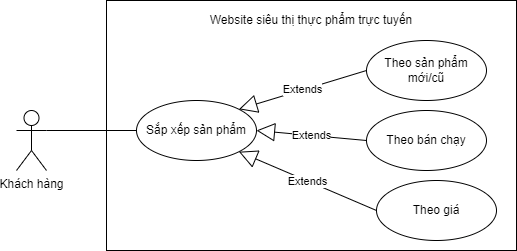 Website siêu thị thực phẩm trực tuyến
Theo sản phẩm
mới/cũ
Extends
Sắp xếp sản phẩm
Extends
Theo bán chạy
Khách hàng
Extends
Theo giá